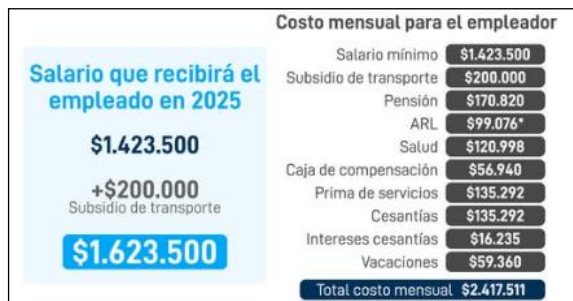 Salario que recibirá el
empleado en 2025
$1.423.500
+$200.000
Subsidio de transporte
$1.623.500
Costo mensual para el empleador
Salario mínimo $1.423.500
Subsidio de transporte $200.000
Pensión $170.820
ARL $99.076*
Salud $120.998
Caja de compensación $56.940
Prima de servicios $135.292
Cesantías $135.292
Intereses cesantías $16.235
Vacaciones $59.360
Total costo mensual $2.417.511